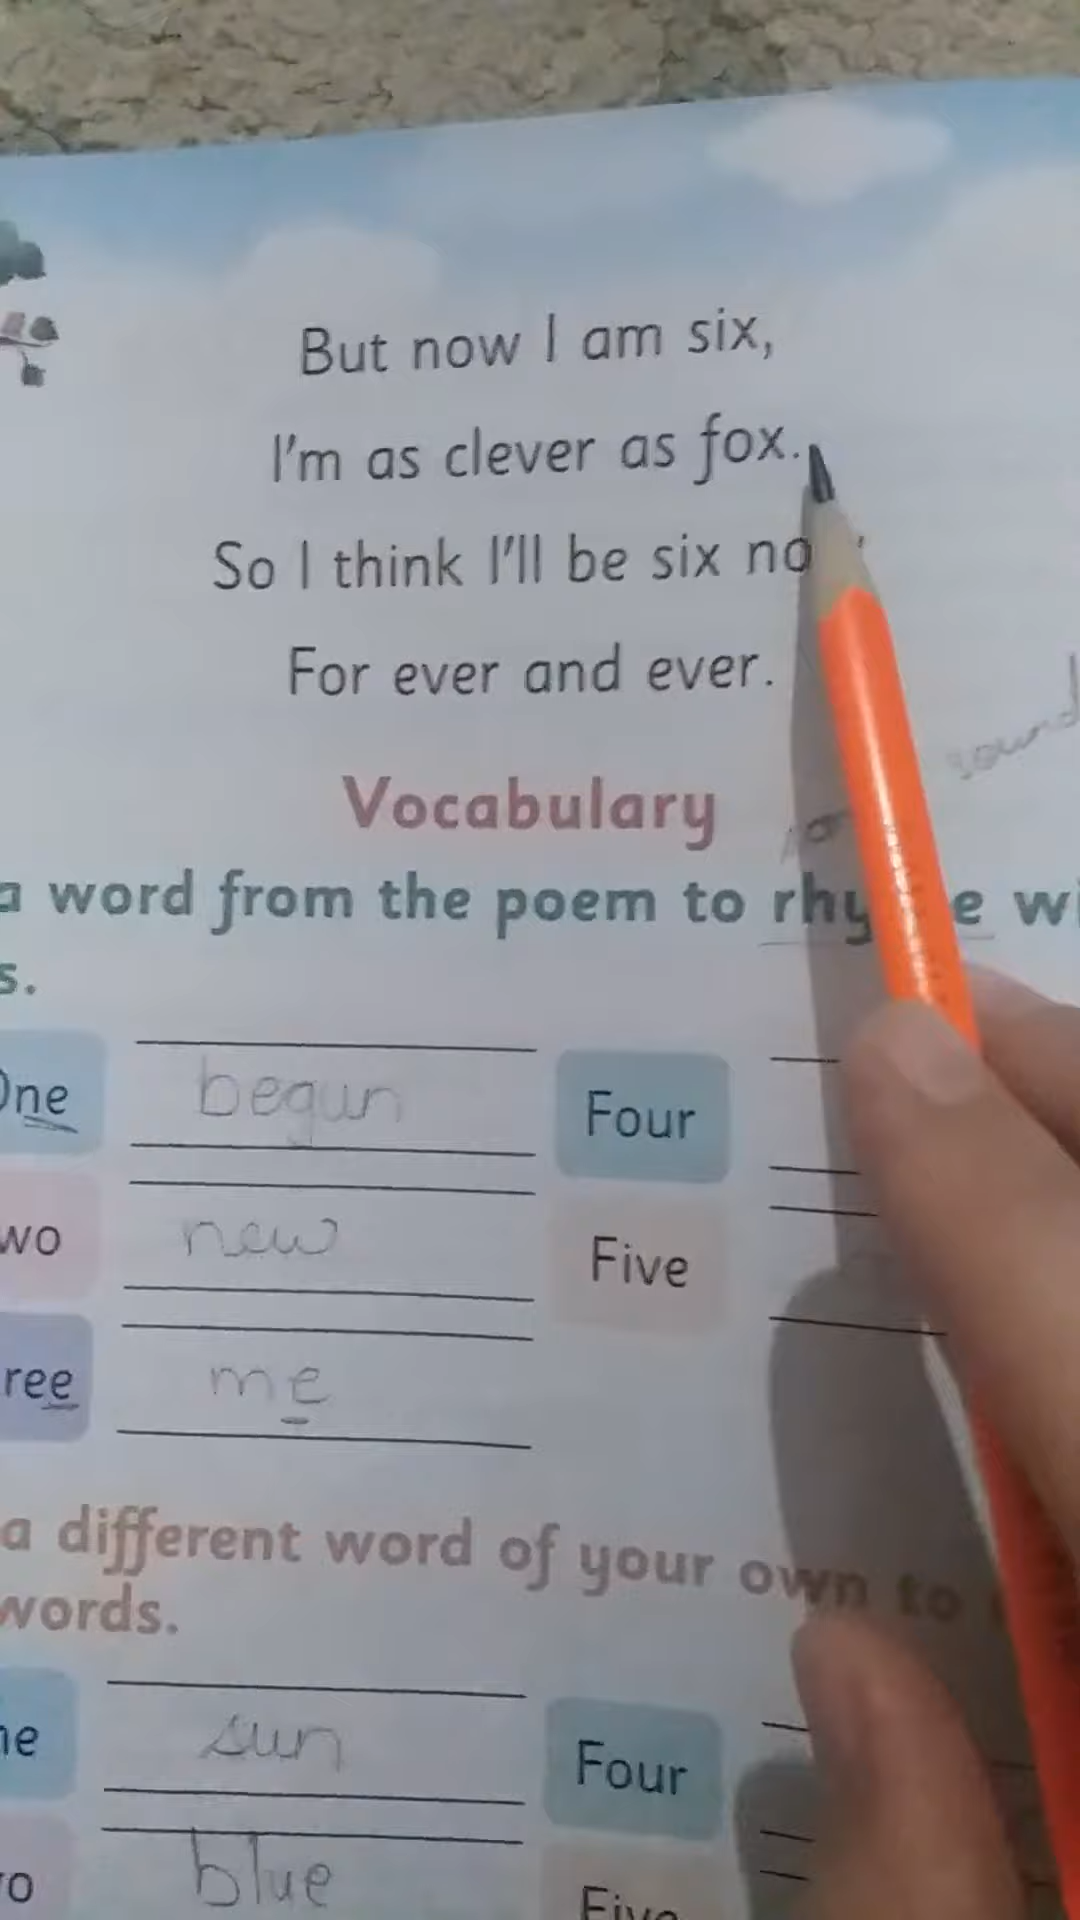 But now I am six,
I'm as clever as fox.
So I think I'll be six
For ever and ever.
sound
Vocabulary
a word from the poem to
s.
One begun Four
wo new Five
ree me
a different word of your own to
words.
ne sun Four
o blue Five